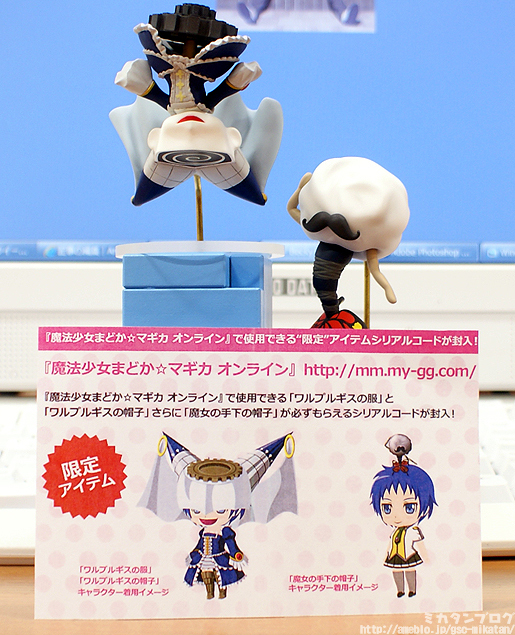 Adobe Photoshop
『魔法少女まどか☆マギカ オンライン』で使用できる"限定"アイテムシリアルコードが封入!
『魔法少女まどか☆マギカ オンライン』 http://mm.my-gg.com/
『魔法少女まどか☆マギカ オンライン』で使用できる「ワルプルギスの服」と
「ワルプルギスの帽子」さらに「魔女の手下の帽子」が必ずもらえるシリアルコードが封入!
限定
アイテム
「ワルプルギスの服」
「ワルプルギスの帽子」
キャラクター着用イメージ
「魔女の手下の帽子」
キャラクター着用イメージ
ミカタンブログ
http://ameblo.jp/gsc-mikatan/